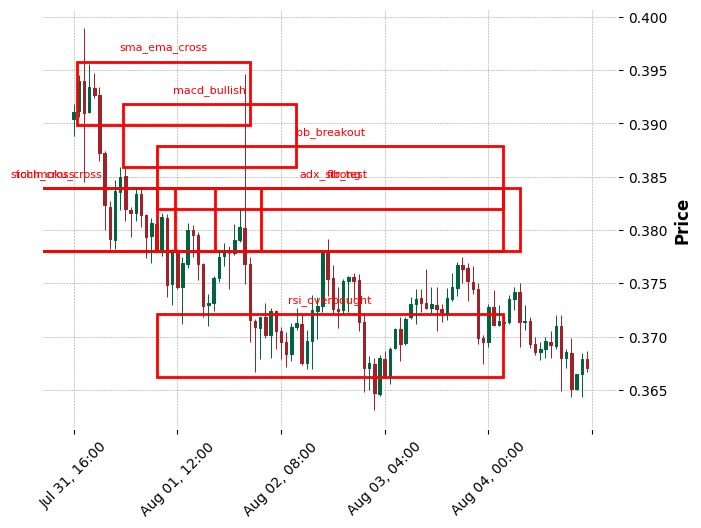 0.400
sma_ema_cross
0.395
macd_bullish
0.390
bb_breakout
0.385
adx_strong
0.380
0.375
rsi_overbought
0.370
0.365
Price
Jul 31, 16:00
Aug 01, 12:00
Aug 02, 08:00
Aug 03, 04:00
Aug 04, 00:00